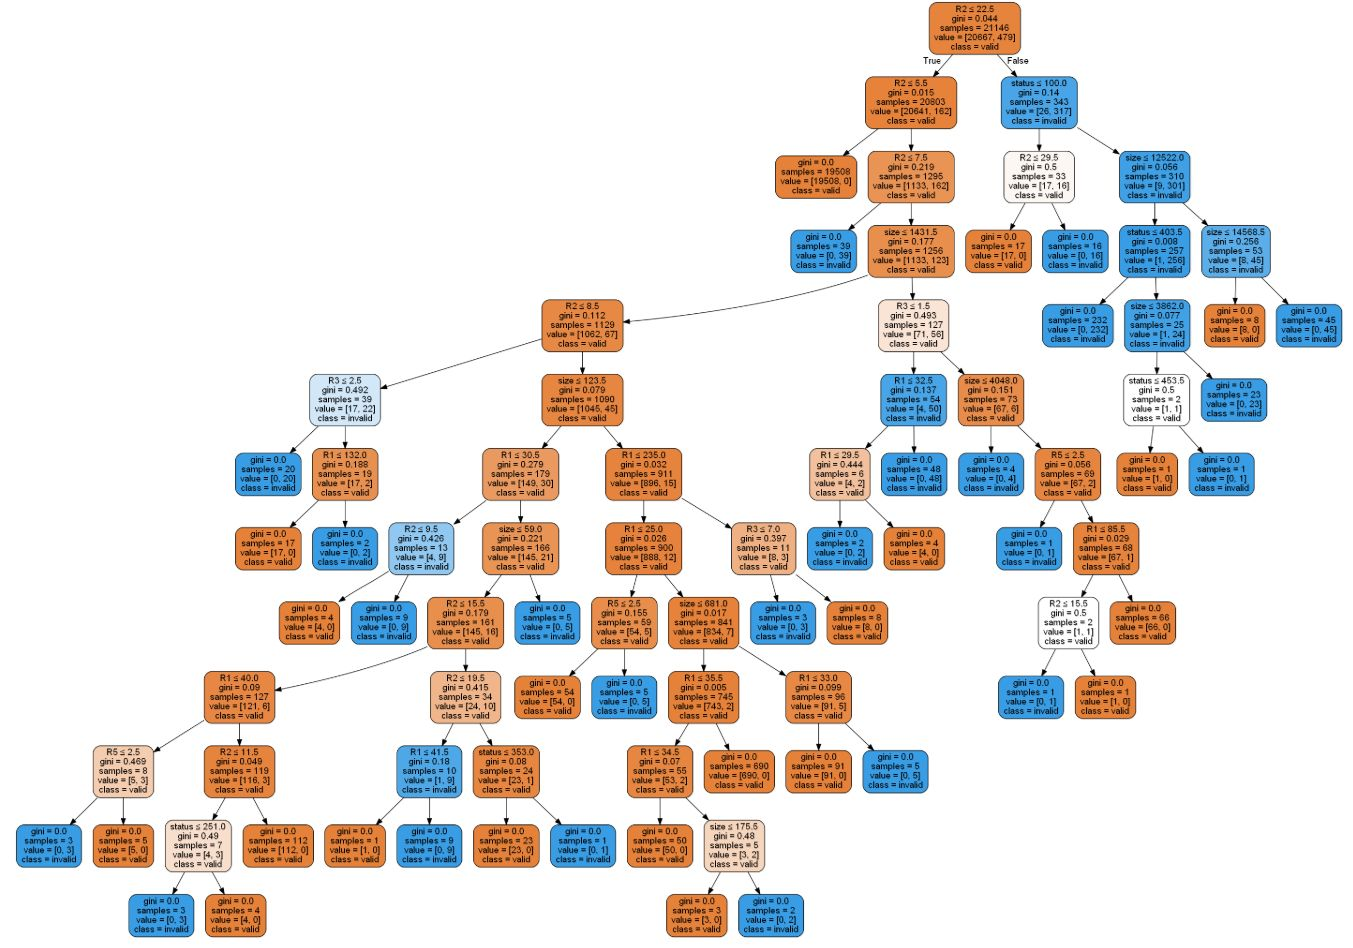 R2 ≤ 22.5
gini = 0.044
samples = 21146
value = [20667, 479]
class = valid
True
False
R2 ≤ 5.5
gini = 0.015
samples = 20803
value = [20641, 162]
class = valid
status ≤ 100.0
gini = 0.14
samples = 343
value = [26, 317]
class = invalid
gini = 0.0
samples = 19508
value = [19508, 0]
class = valid
R2 ≤ 7.5
gini = 0.219
samples = 1295
value = [1133, 162]
class = valid
R2 ≤ 29.5
gini = 0.5
samples = 33
value = [17, 16]
class = valid
size ≤ 12522.0
gini = 0.056
samples = 310
value = [9, 301]
class = invalid
gini = 0.0
samples = 39
value = [0, 39]
class = invalid
size ≤ 1431.5
gini = 0.177
samples = 1256
value = [1133, 123]
class = valid
gini = 0.0
samples = 17
value = [17, 0]
class = valid
gini = 0.0
samples = 16
value = [0, 16]
class = invalid
status ≤ 403.5
gini = 0.008
samples = 257
value = [1, 256]
class = invalid
size ≤ 14568.5
gini = 0.256
samples = 53
value = [8, 45]
class = invalid
R2 ≤ 8.5
gini = 0.112
samples = 1129
value = [1062, 67]
class = valid
R3 ≤ 1.5
gini = 0.493
samples = 127
value = [71, 56]
class = valid
gini = 0.0
samples = 232
value = [0, 232]
class = invalid
size ≤ 3862.0
gini = 0.077
samples = 25
value = [1, 24]
class = invalid
gini = 0.0
samples = 8
value = [8, 0]
class = valid
gini = 0.0
samples = 45
value = [0, 45]
class = invalid
R3 ≤ 2.5
gini = 0.492
samples = 39
value = [17, 22]
class = invalid
size ≤ 123.5
gini = 0.079
samples = 1090
value = [1045, 45]
class = valid
R1 ≤ 32.5
gini = 0.137
samples = 54
value = [4, 50]
class = invalid
size ≤ 4048.0
gini = 0.151
samples = 73
value = [67, 6]
class = valid
status ≤ 453.5
gini = 0.5
samples = 2
value = [1, 1]
class = valid
gini = 0.0
samples = 23
value = [0, 23]
class = invalid
gini = 0.0
samples = 20
value = [0, 20]
class = invalid
R1 ≤ 132.0
gini = 0.188
samples = 19
value = [17, 2]
class = valid
R1 ≤ 30.5
gini = 0.279
samples = 179
value = [149, 30]
class = valid
R1 ≤ 235.0
gini = 0.032
samples = 911
value = [896, 15]
class = valid
R1 ≤ 29.5
gini = 0.444
samples = 6
value = [4, 2]
class = valid
gini = 0.0
samples = 48
value = [0, 48]
class = invalid
gini = 0.0
samples = 4
value = [0, 4]
class = invalid
R5 ≤ 2.5
gini = 0.056
samples = 69
value = [67, 2]
class = valid
gini = 0.0
samples = 1
value = [1, 0]
class = valid
gini = 0.0
samples = 1
value = [0, 1]
class = invalid
gini = 0.0
samples = 17
value = [17, 0]
class = valid
gini = 0.0
samples = 2
value = [0, 2]
class = invalid
R2 ≤ 9.5
gini = 0.426
samples = 13
value = [4, 9]
class = invalid
size ≤ 59.0
gini = 0.221
samples = 166
value = [145, 21]
class = valid
R1 ≤ 25.0
gini = 0.026
samples = 900
value = [888, 12]
class = valid
R3 ≤ 7.0
gini = 0.397
samples = 11
value = [8, 3]
class = valid
gini = 0.0
samples = 2
value = [0, 2]
class = invalid
gini = 0.0
samples = 4
value = [4, 0]
class = valid
gini = 0.0
samples = 1
value = [0, 1]
class = invalid
R1 ≤ 85.5
gini = 0.029
samples = 68
value = [67, 1]
class = valid
gini = 0.0
samples = 4
value = [4, 0]
class = valid
gini = 0.0
samples = 9
value = [0, 9]
class = invalid
R2 ≤ 15.5
gini = 0.179
samples = 161
value = [145, 16]
class = valid
gini = 0.0
samples = 5
value = [0, 5]
class = invalid
R5 ≤ 2.5
gini = 0.155
samples = 59
value = [54, 5]
class = valid
size ≤ 681.0
gini = 0.017
samples = 841
value = [834, 7]
class = valid
gini = 0.0
samples = 3
value = [0, 3]
class = invalid
gini = 0.0
samples = 8
value = [8, 0]
class = valid
R2 ≤ 15.5
gini = 0.5
samples = 2
value = [1, 1]
class = valid
gini = 0.0
samples = 66
value = [66, 0]
class = valid
R1 ≤ 40.0
gini = 0.09
samples = 127
value = [121, 6]
class = valid
R2 ≤ 19.5
gini = 0.415
samples = 34
value = [24, 10]
class = valid
gini = 0.0
samples = 54
value = [54, 0]
class = valid
gini = 0.0
samples = 5
value = [0, 5]
class = invalid
R1 ≤ 35.5
gini = 0.005
samples = 745
value = [743, 2]
class = valid
R1 ≤ 33.0
gini = 0.099
samples = 96
value = [91, 5]
class = valid
gini = 0.0
samples = 1
value = [0, 1]
class = invalid
gini = 0.0
samples = 1
value = [1, 0]
class = valid
R5 ≤ 2.5
gini = 0.469
samples = 8
value = [5, 3]
class = valid
R2 ≤ 11.5
gini = 0.049
samples = 119
value = [116, 3]
class = valid
R1 ≤ 41.5
gini = 0.18
samples = 10
value = [1, 9]
class = invalid
status ≤ 353.0
gini = 0.08
samples = 24
value = [23, 1]
class = valid
R1 ≤ 34.5
gini = 0.07
samples = 55
value = [53, 2]
class = valid
gini = 0.0
samples = 690
value = [690, 0]
class = valid
gini = 0.0
samples = 91
value = [91, 0]
class = valid
gini = 0.0
samples = 5
value = [0, 5]
class = invalid
gini = 0.0
samples = 3
value = [0, 3]
class = invalid
gini = 0.0
samples = 5
value = [5, 0]
class = valid
status ≤ 251.0
gini = 0.49
samples = 7
value = [4, 3]
class = valid
gini = 0.0
samples = 112
value = [112, 0]
class = valid
gini = 0.0
samples = 1
value = [1, 0]
class = valid
gini = 0.0
samples = 9
value = [0, 9]
class = invalid
gini = 0.0
samples = 23
value = [23, 0]
class = valid
gini = 0.0
samples = 1
value = [0, 1]
class = invalid
gini = 0.0
samples = 50
value = [50, 0]
class = valid
size ≤ 175.5
gini = 0.48
samples = 5
value = [3, 2]
class = valid
gini = 0.0
samples = 3
value = [0, 3]
class = invalid
gini = 0.0
samples = 4
value = [4, 0]
class = valid
gini = 0.0
samples = 3
value = [3, 0]
class = valid
gini = 0.0
samples = 2
value = [0, 2]
class = invalid